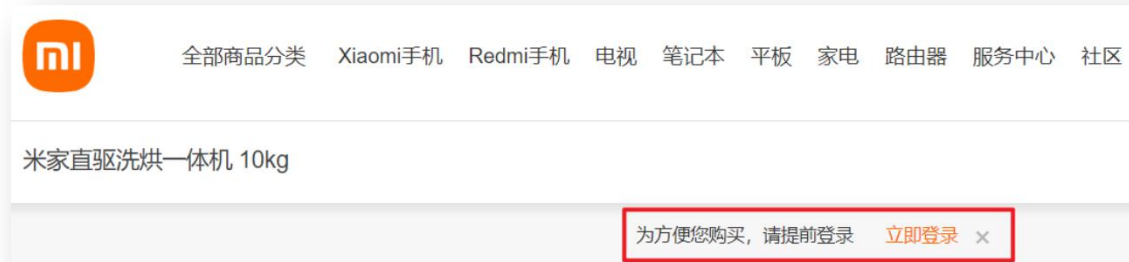 mi
全部商品分类 Xiaomi手机 Redmi手机 电视 笔记本 平板 家电 路由器 服务中心 社区
米家直驱洗烘一体机 10kg
为方便您购买，请提前登录 立即登录 ×